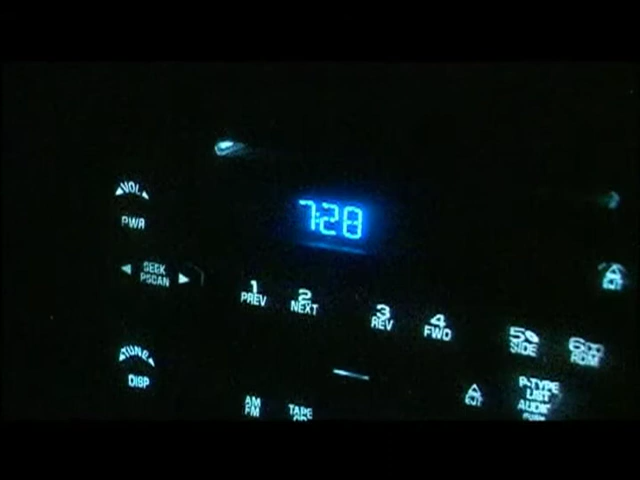 VOL
PWR
7:28
SEEK
PSCAN
1
PREV
2
NEXT
3
REV
4
FWD
5
SIDE
6
RDM
TUNE
DISP
AM
FM
TAPE
P-TYPE
LIST